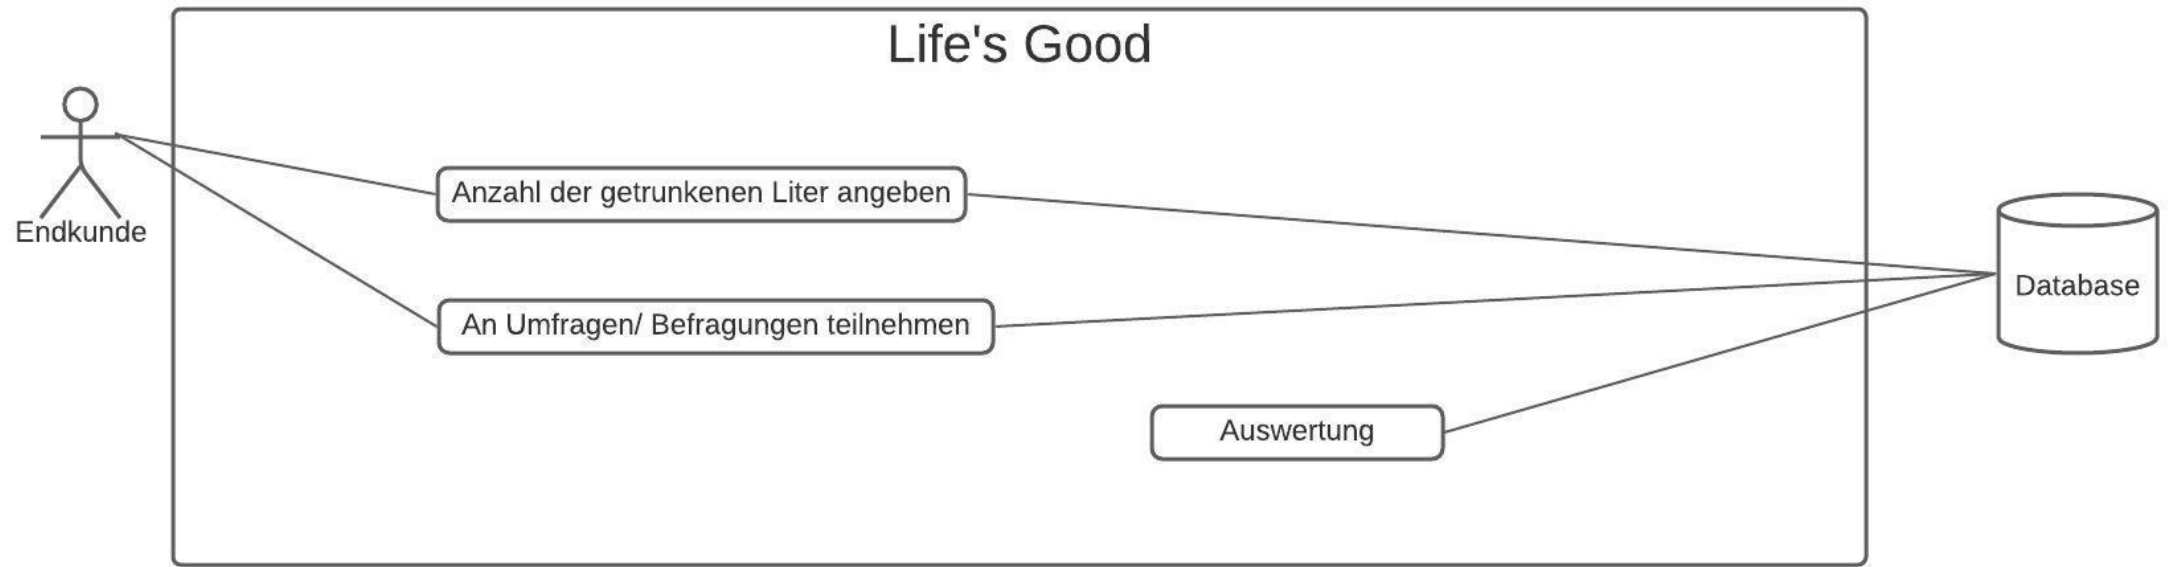 Life's Good
Endkunde
Anzahl der getrunkenen Liter angeben
An Umfragen/ Befragungen teilnehmen
Database
Auswertung